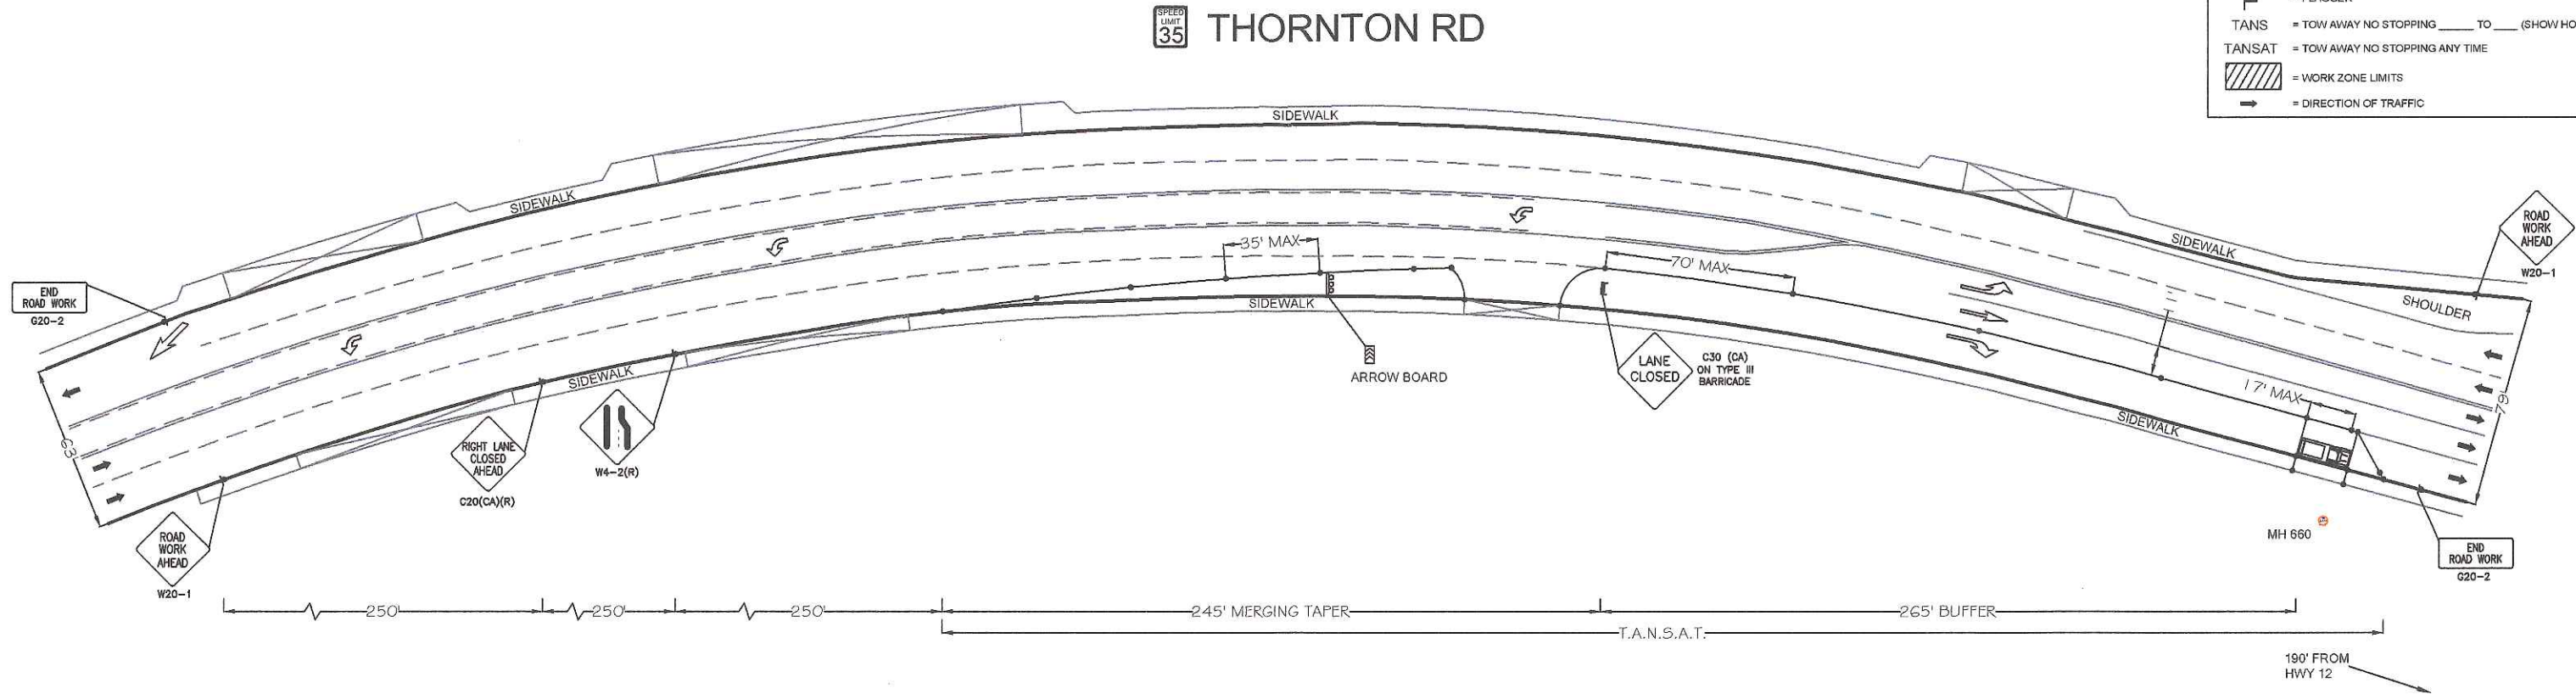 SPEED
LIMIT
35
THORNTON RD
TANS = TOW AWAY NO STOPPING _____ TO ____ (SHOW
TANSAT = TOW AWAY NO STOPPING ANY TIME
= WORK ZONE LIMITS
= DIRECTION OF TRAFFIC
SIDEWALK
SIDEWALK
SIDEWALK
SHOULDER
ROAD
WORK
AHEAD
W20-1
END
ROAD WORK
G20-2
35' MAX
70' MAX
SIDEWALK
ARROW BOARD
LANE
CLOSED
C30 (CA)
ON TYPE III
BARRICADE
11'
17' MAX
79'
63'
SIDEWALK
SIDEWALK
RIGHT LANE
CLOSED
AHEAD
C20(CA)(R)
W4-2(R)
ROAD
WORK
AHEAD
W20-1
MH 660
END
ROAD WORK
G20-2
250'
250'
250'
245' MERGING TAPER
265' BUFFER
T.A.N.S.A.T.
190' FROM
HWY 12